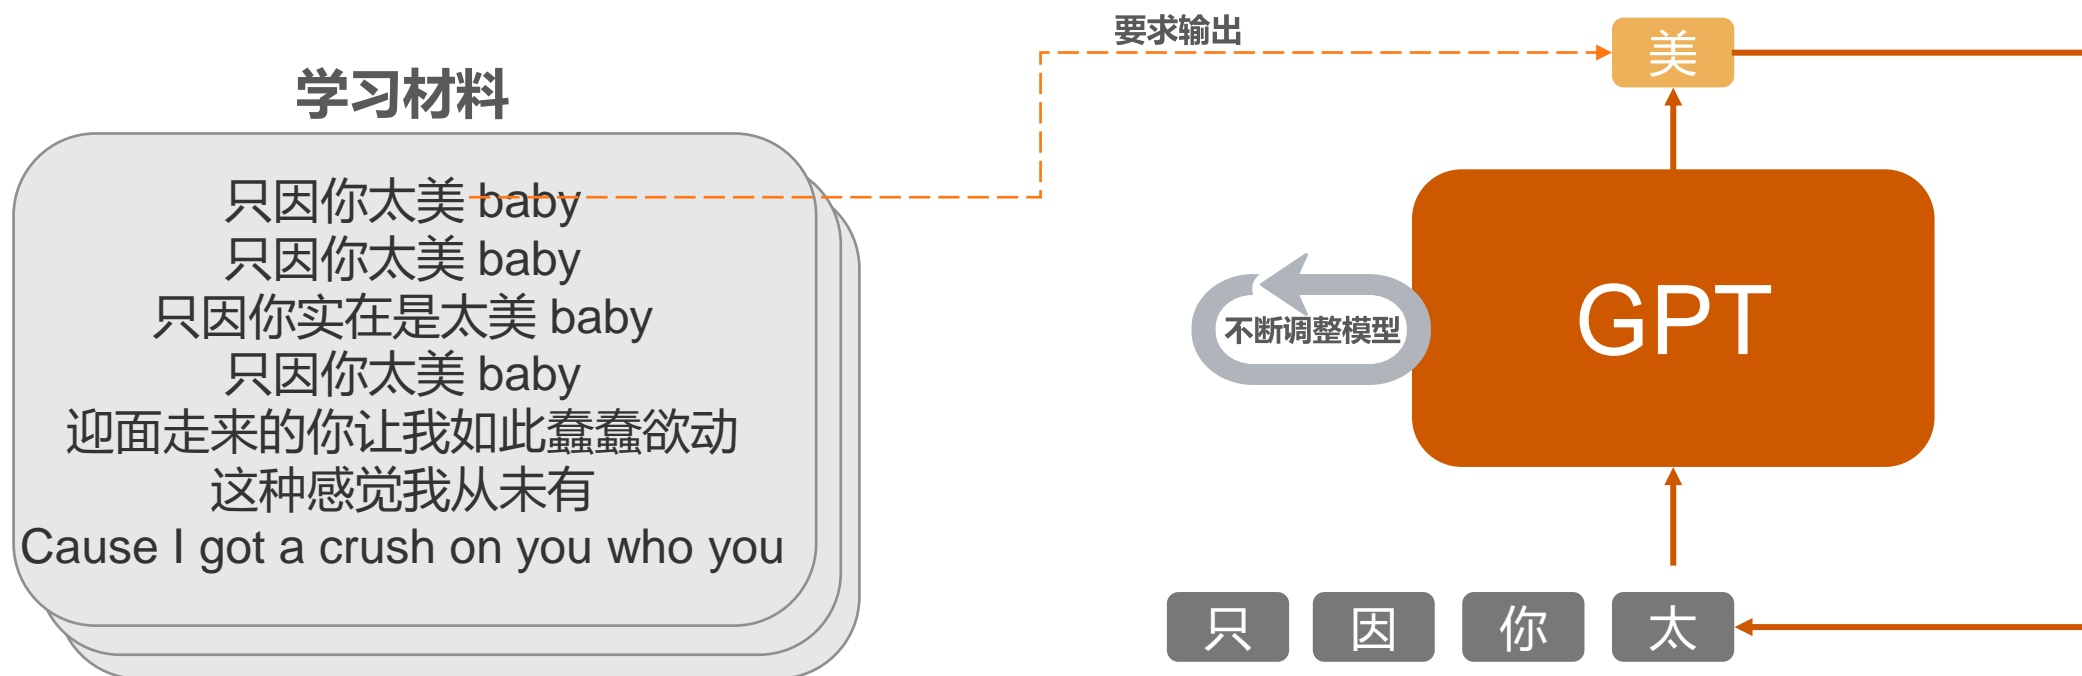 学习材料
只因你太美 baby
只因你太美 baby
只因你实在是太美 baby
只因你太美 baby
迎面走来的你让我如此蠢蠢欲动
这种感觉我从未有
Cause I got a crush on you who you
要求输出
美
不断调整模型
GPT
只 因 你 太